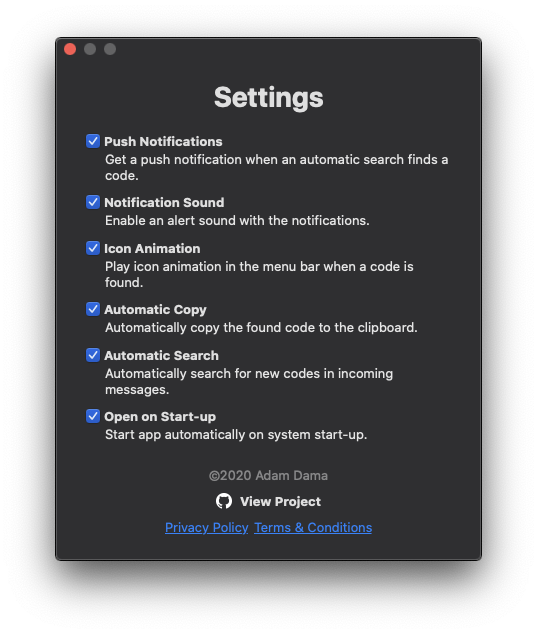 Settings
Push Notifications
Get a push notification when an automatic search finds a
code.
Notification Sound
Enable an alert sound with the notifications.
Icon Animation
Play icon animation in the menu bar when a code is
found.
Automatic Copy
Automatically copy the found code to the clipboard.
Automatic Search
Automatically search for new codes in incoming
messages.
Open on Start-up
Start app automatically on system start-up.
©2020 Adam Dama
View Project
Privacy Policy Terms & Conditions